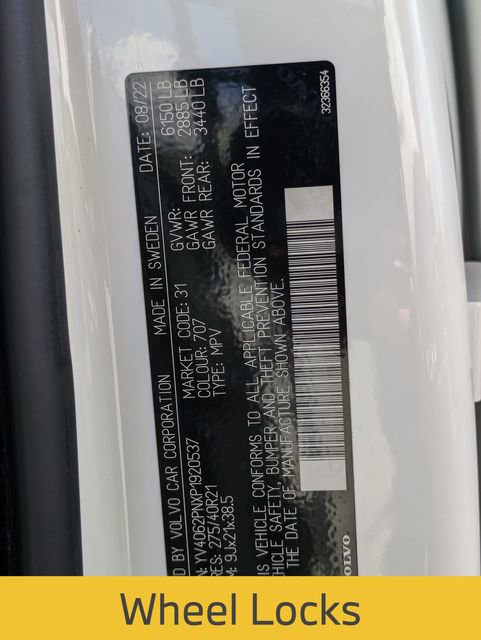 D BY VOLVO CAR CORPORATION MADE IN SWEDEN DATE: 08/22
N: YV4062PNXP1920537 MARKET CODE: 31 GVWR: 6150 LB
RES: 275/40R21 COLOUR: 707 GAWR FRONT: 2885 LB
M: 9Jx21x38.5 TYPE: MPV GAWR REAR: 3440 LB
IS VEHICLE CONFORMS TO ALL APPLICABLE FEDERAL MOTOR
EHICLE SAFETY, BUMPER AND THEFT PREVENTION STANDARDS IN EFFECT
THE DATE OF MANUFACTURE SHOWN ABOVE.
VOLVO 32366354
Wheel Locks